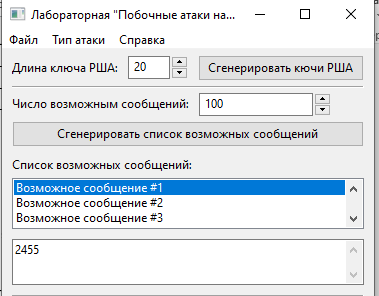 Лабораторная "Побочные атаки на...
Файл Тип атаки Справка
Длина ключа РША: 20 Сгенерировать кючи РША
Число возможным сообщений: 100
Сгенерировать список возможных сообщений
Список возможных сообщений:
Возможное сообщение #1
Возможное сообщение #2
Возможное сообщение #3
2455